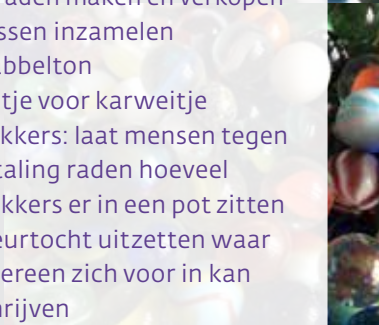 raden maken en verkopen
ssen inzamelen
bbelton
tje voor karweitje
kkers: laat mensen tegen
taling raden hoeveel
kkers er in een pot zitten
eurtocht uitzetten waar
ereen zich voor in kan
hrijven